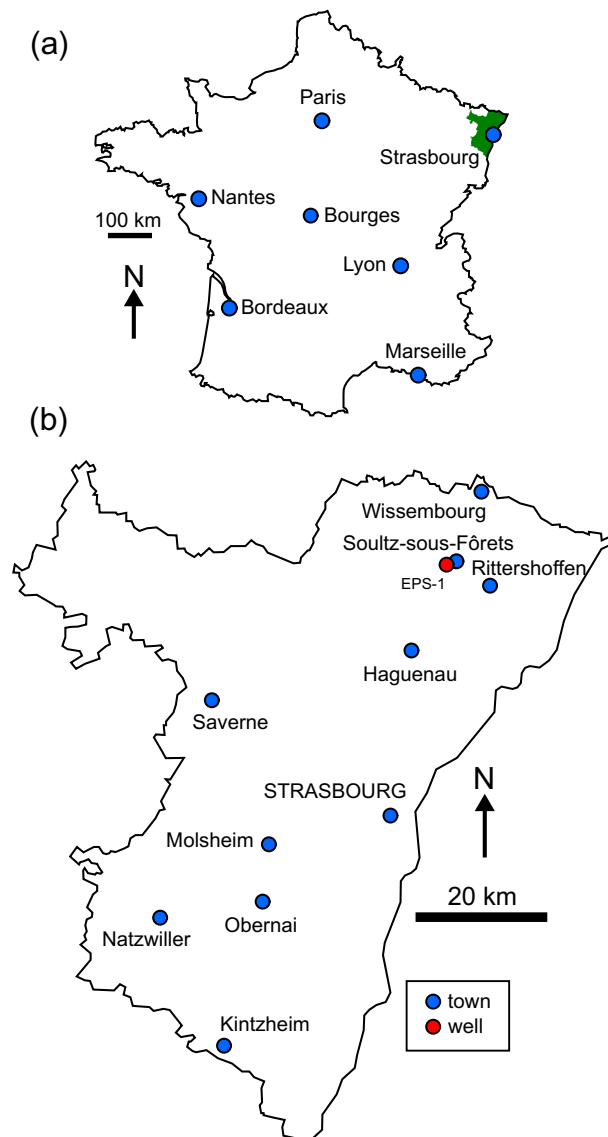 (a)
Paris
Strasbourg
Nantes
100 km
Bourges
Lyon
N
Bordeaux
Marseille
(b)
Wissembourg
Soultz-sous-Fôrets
Rittershoffen
EPS-1
Haguenau
Saverne
STRASBOURG
N
Molsheim
20 km
Obernai
Natzwiller
town
well
Kintzheim